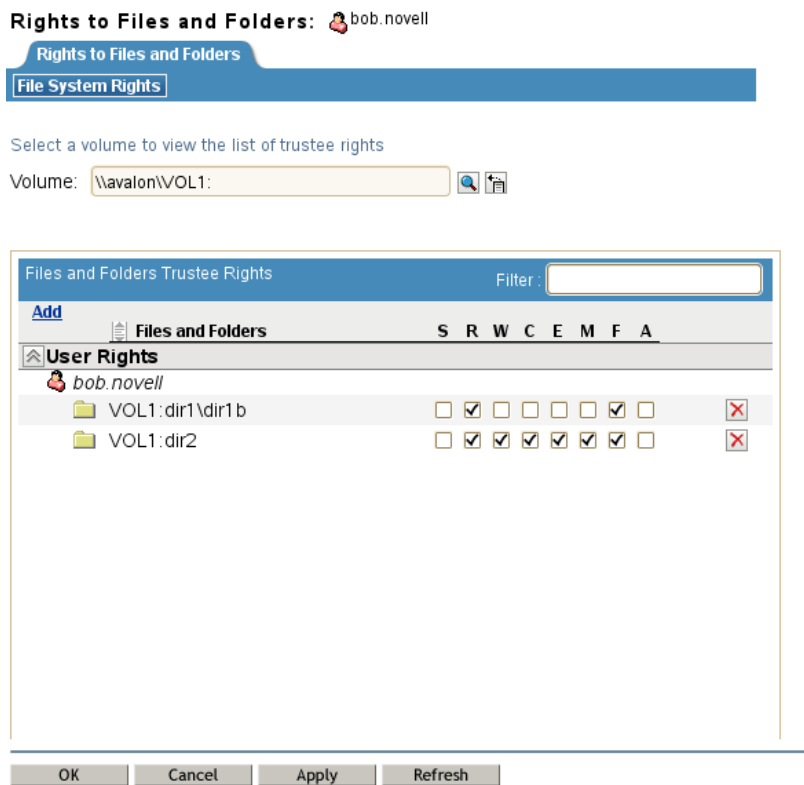 Rights to Files and Folders: bob.novell
Rights to Files and Folders
File System Rights
Select a volume to view the list of trustee rights
Volume: \\avalon\VOL1:
Files and Folders Trustee Rights Filter :
Add
Files and Folders S R W C E M F A
User Rights
bob.novell
VOL1:dir1\dir1b
VOL1:dir2
OK Cancel Apply Refresh